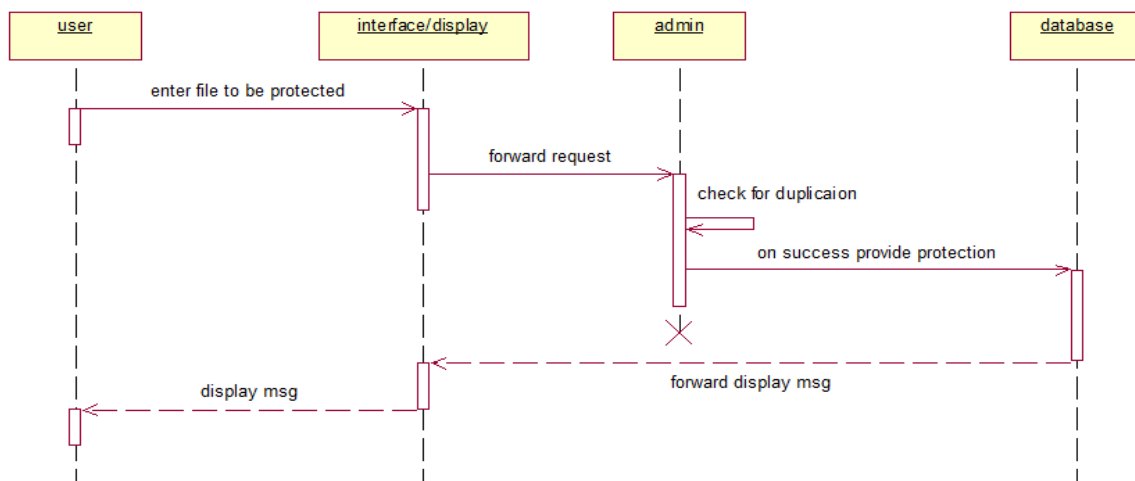 user
interface/display
admin
database
enter file to be protected
forward request
check for duplicaion
on success provide protection
forward display msg
display msg